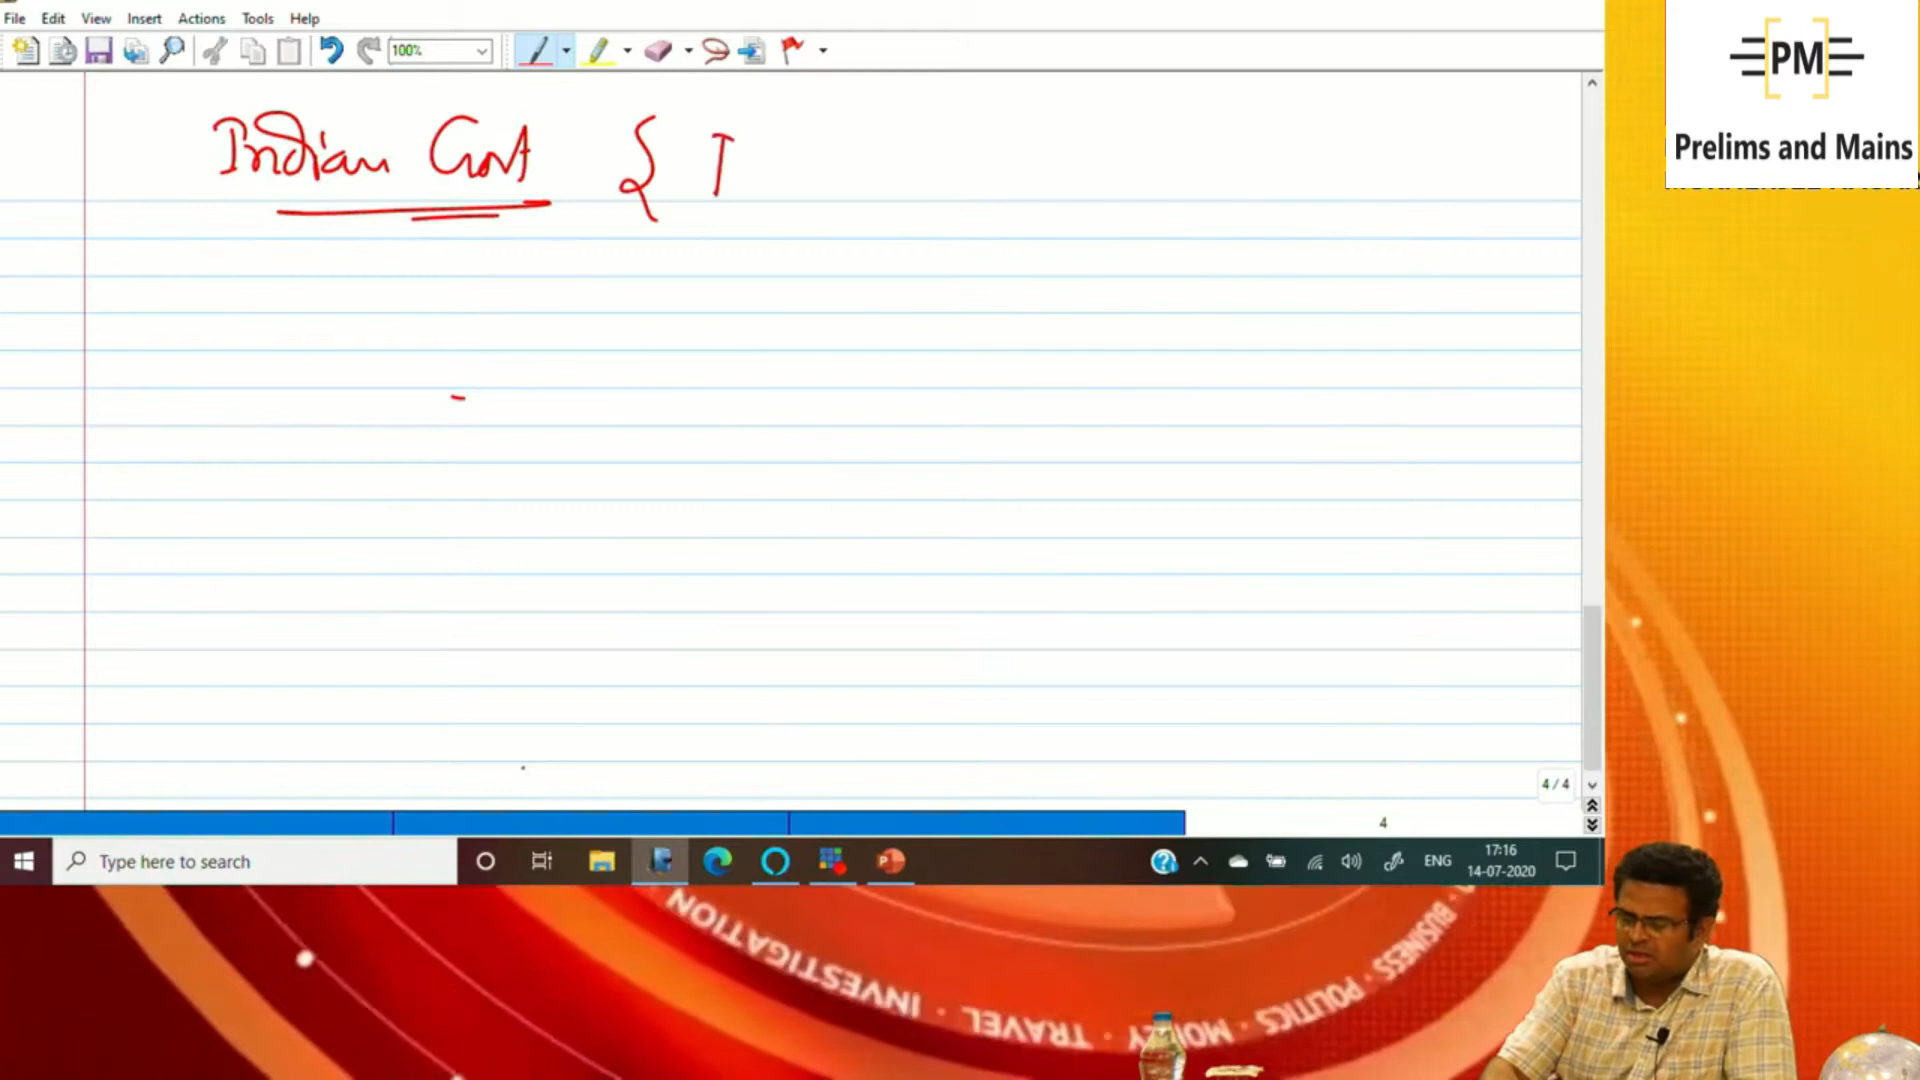 File Edit View Insert Actions Tools Help
PM
100%
Prelims and Mains
Indian Govt { I
4 / 4
4
Type here to search
ENG
17:16
14-07-2020
BUSINESS · POLITICS · MONEY · TRAVEL · INVESTIGATION